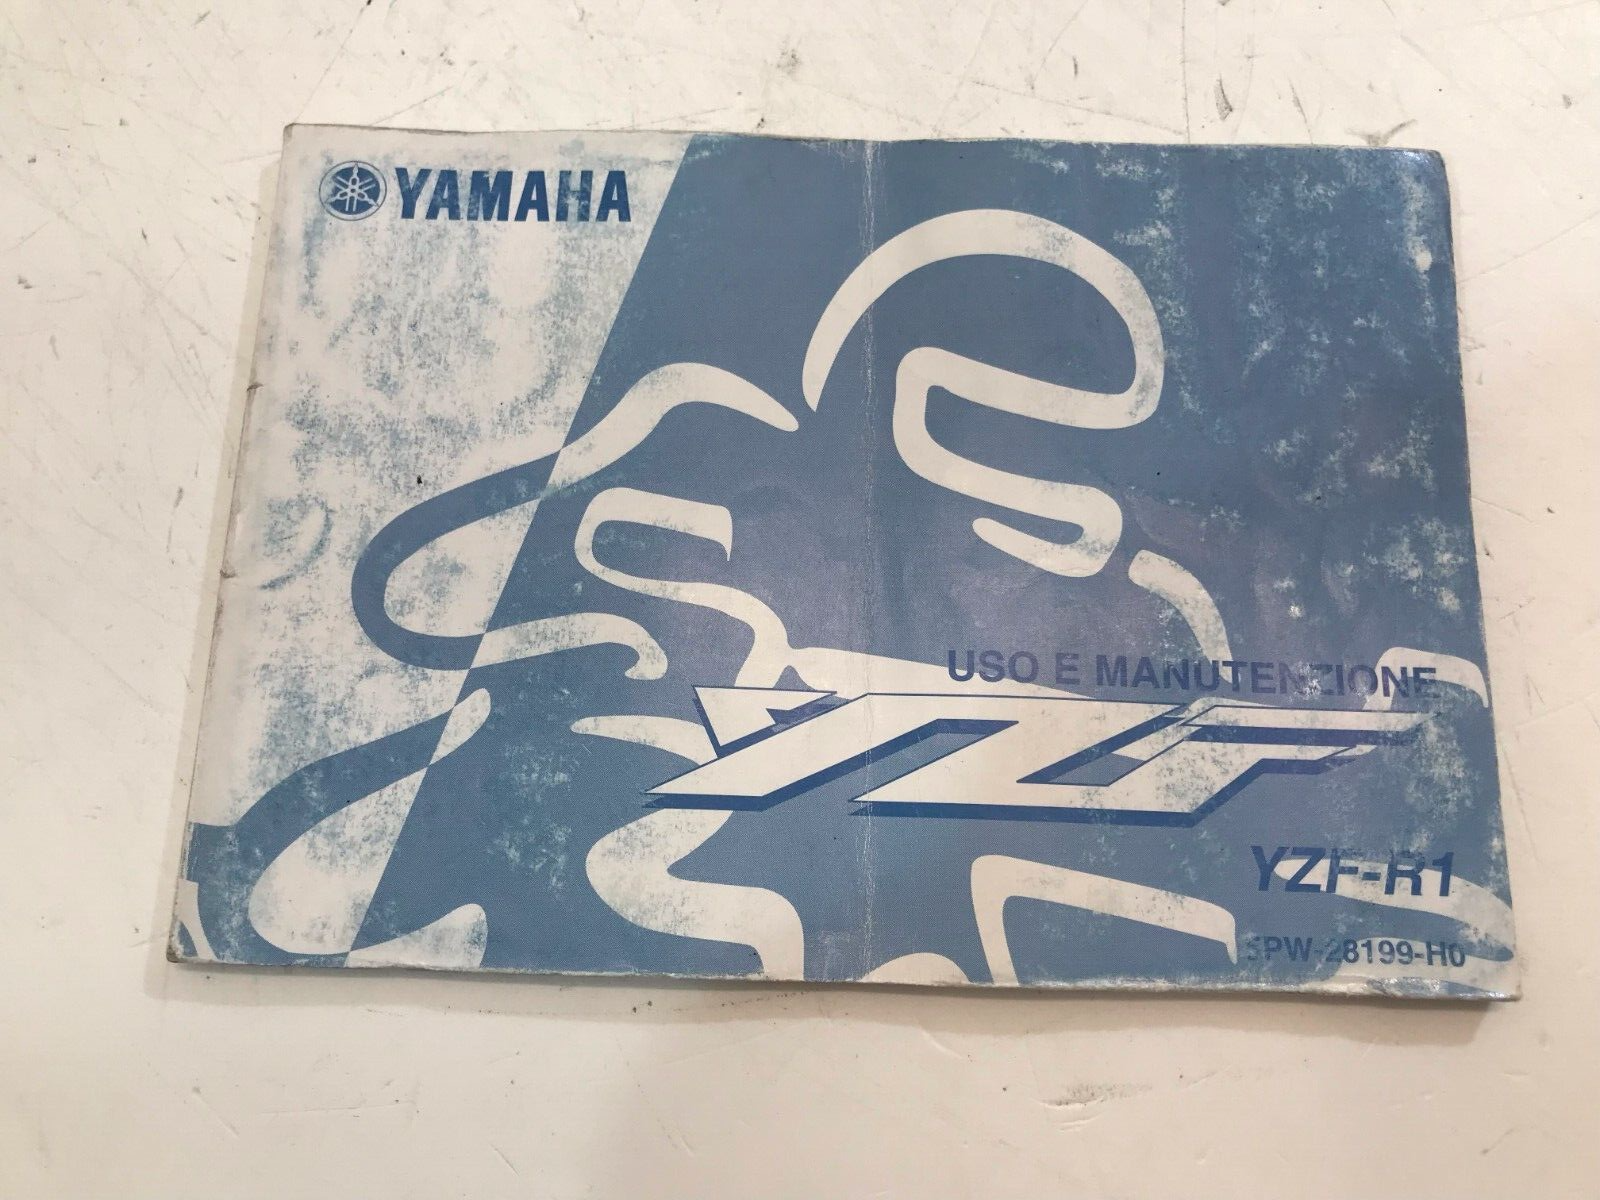 YAMAHA
USO E MANUTENZIONE
YZF
YZF-R1
5PW-28199-H0